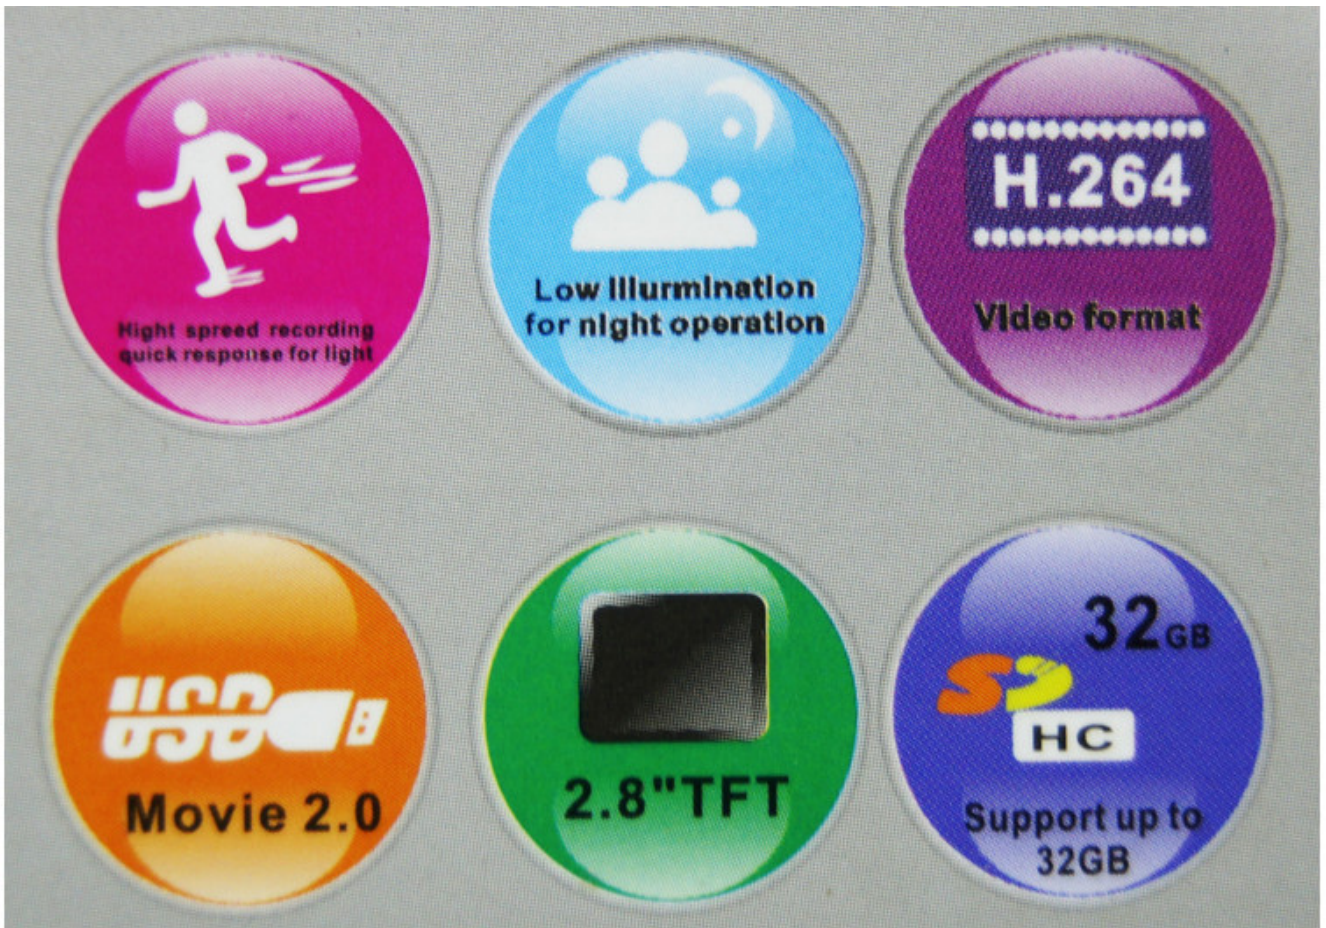 Hight spreed recording
quick response for light
Low Illurmination
for night operation
H.264
Video format
USB
Movie 2.0
2.8"TFT
32GB
SD
HC
Support up to
32GB